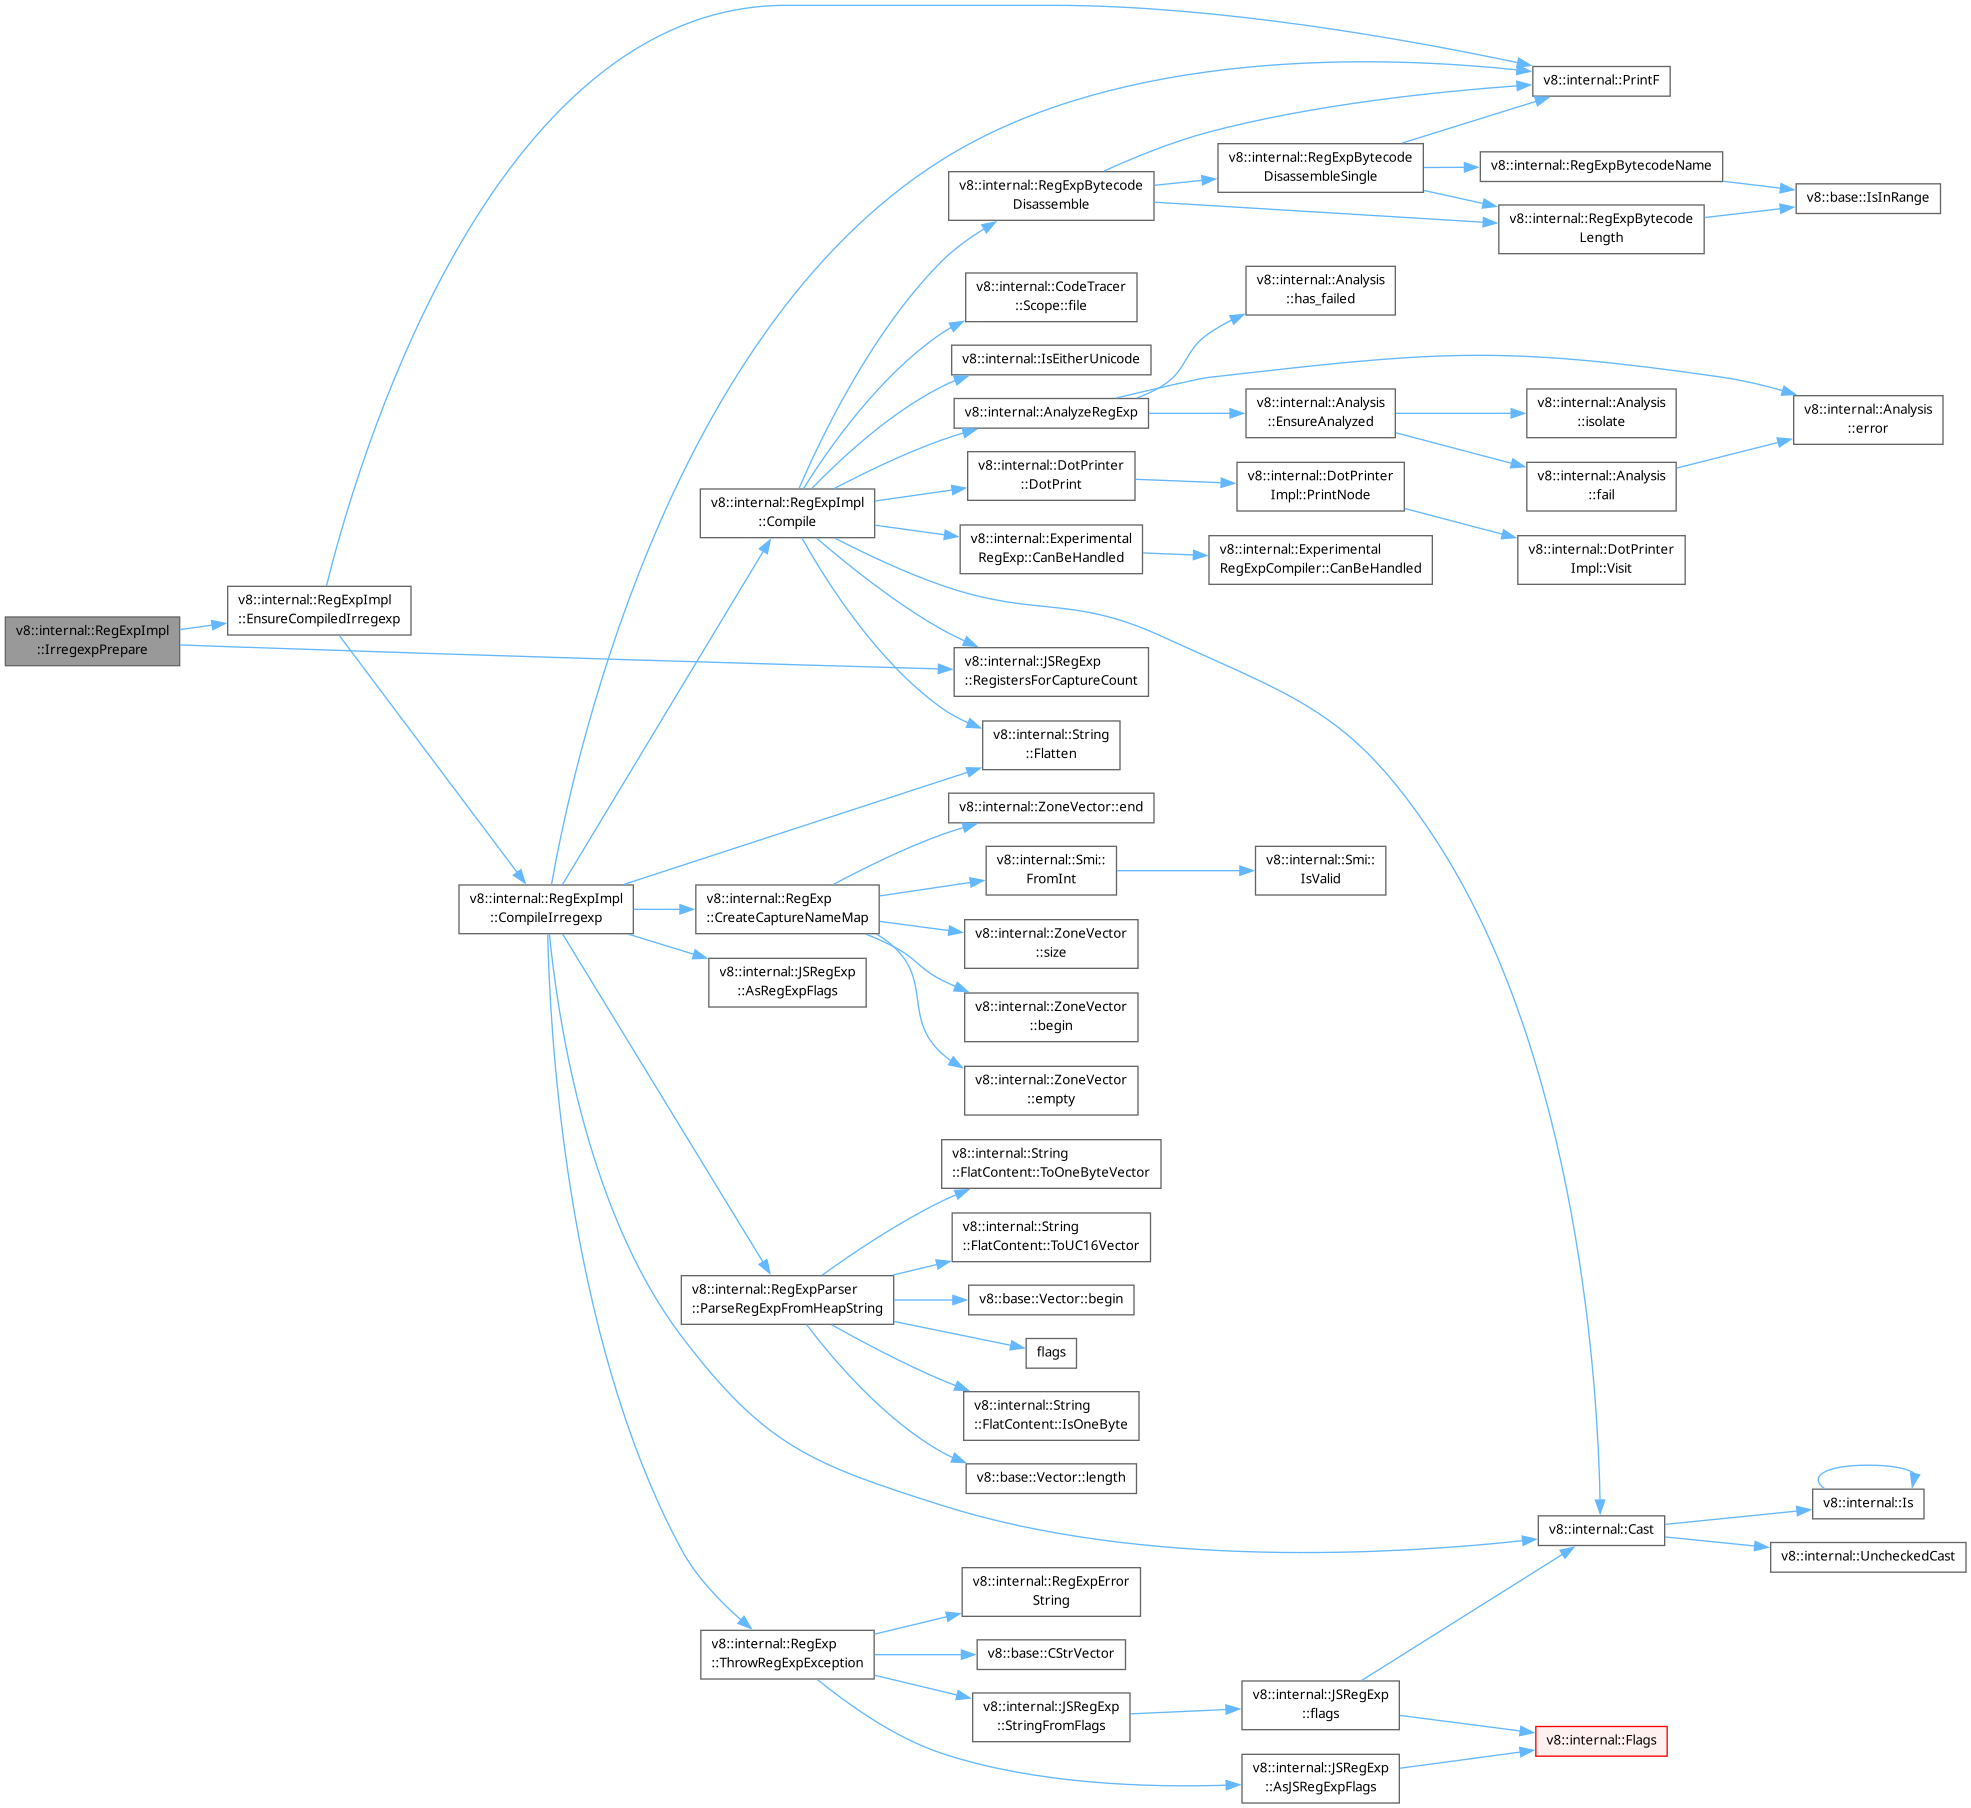 v8::internal::RegExpImpl
::IrregexpPrepare
v8::internal::RegExpImpl
::EnsureCompiledIrregexp
v8::internal::PrintF
v8::internal::RegExpImpl
::CompileIrregexp
v8::internal::RegExpImpl
::Compile
v8::internal::RegExpBytecode
Disassemble
v8::internal::RegExpBytecode
DisassembleSingle
v8::internal::RegExpBytecodeName
v8::internal::RegExpBytecode
Length
v8::base::IsInRange
v8::internal::CodeTracer
::Scope::file
v8::internal::IsEitherUnicode
v8::internal::AnalyzeRegExp
v8::internal::Analysis
::has_failed
v8::internal::Analysis
::EnsureAnalyzed
v8::internal::Analysis
::isolate
v8::internal::Analysis
::fail
v8::internal::Analysis
::error
v8::internal::DotPrinter
::DotPrint
v8::internal::DotPrinter
Impl::PrintNode
v8::internal::DotPrinter
Impl::Visit
v8::internal::Experimental
RegExp::CanBeHandled
v8::internal::Experimental
RegExpCompiler::CanBeHandled
v8::internal::JSRegExp
::RegistersForCaptureCount
v8::internal::String
::Flatten
v8::internal::RegExp
::CreateCaptureNameMap
v8::internal::ZoneVector::end
v8::internal::Smi::
FromInt
v8::internal::Smi::
IsValid
v8::internal::ZoneVector
::size
v8::internal::ZoneVector
::begin
v8::internal::ZoneVector
::empty
v8::internal::JSRegExp
::AsRegExpFlags
v8::internal::RegExpParser
::ParseRegExpFromHeapString
v8::internal::String
::FlatContent::ToOneByteVector
v8::internal::String
::FlatContent::ToUC16Vector
v8::base::Vector::begin
flags
v8::internal::String
::FlatContent::IsOneByte
v8::base::Vector::length
v8::internal::Cast
v8::internal::Is
v8::internal::UncheckedCast
v8::internal::RegExp
::ThrowRegExpException
v8::internal::RegExpError
String
v8::base::CStrVector
v8::internal::JSRegExp
::StringFromFlags
v8::internal::JSRegExp
::flags
v8::internal::JSRegExp
::AsJSRegExpFlags
v8::internal::Flags